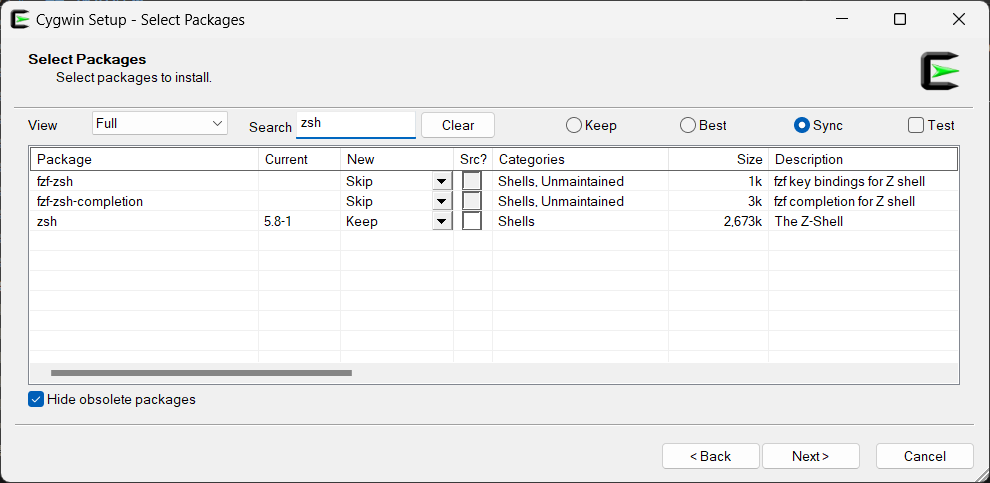 Cygwin Setup - Select Packages
Select Packages
Select packages to install.
View Full Search zsh Clear Keep Best Sync Test
Package Current New Src? Categories Size Description
fzf-zsh Skip Shells, Unmaintained 1k fzf key bindings for Z shell
fzf-zsh-completion Skip Shells, Unmaintained 3k fzf completion for Z shell
zsh 5.8-1 Keep Shells 2,673k The Z-Shell
Hide obsolete packages
< Back Next > Cancel